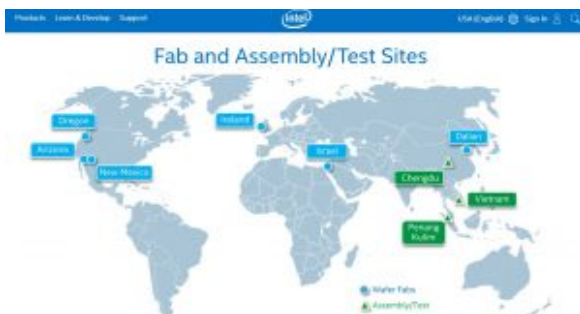 Products Learn & Develop Support
intel
USA (English) Sign In
Fab and Assembly/Test Sites
Oregon
Ireland
Dalian
Arizona
Israel
New Mexico
Chengdu
Vietnam
Penang
Kulim
Wafer Fabs
Assembly/Test